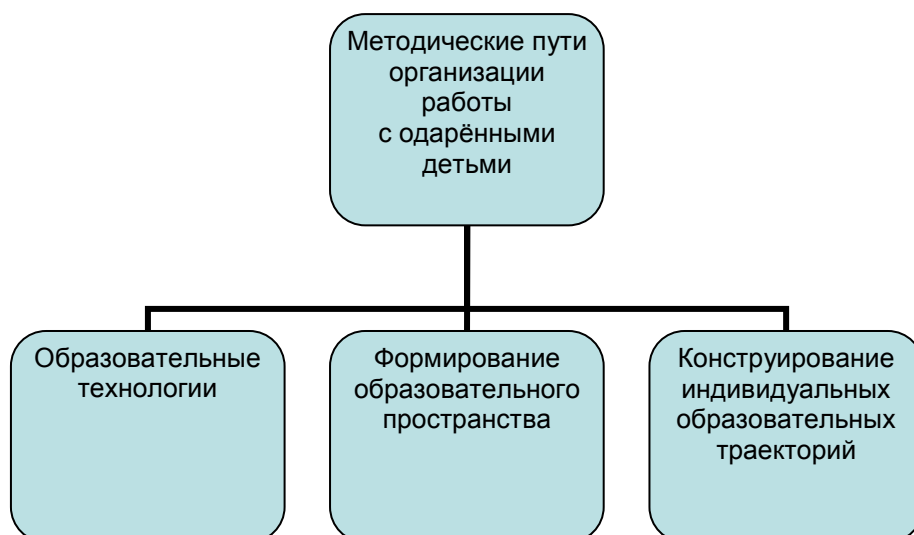 Методические пути
организации
работы
с одарёнными
детьми
Образовательные
технологии
Формирование
образовательного
пространства
Конструирование
индивидуальных
образовательных
траекторий